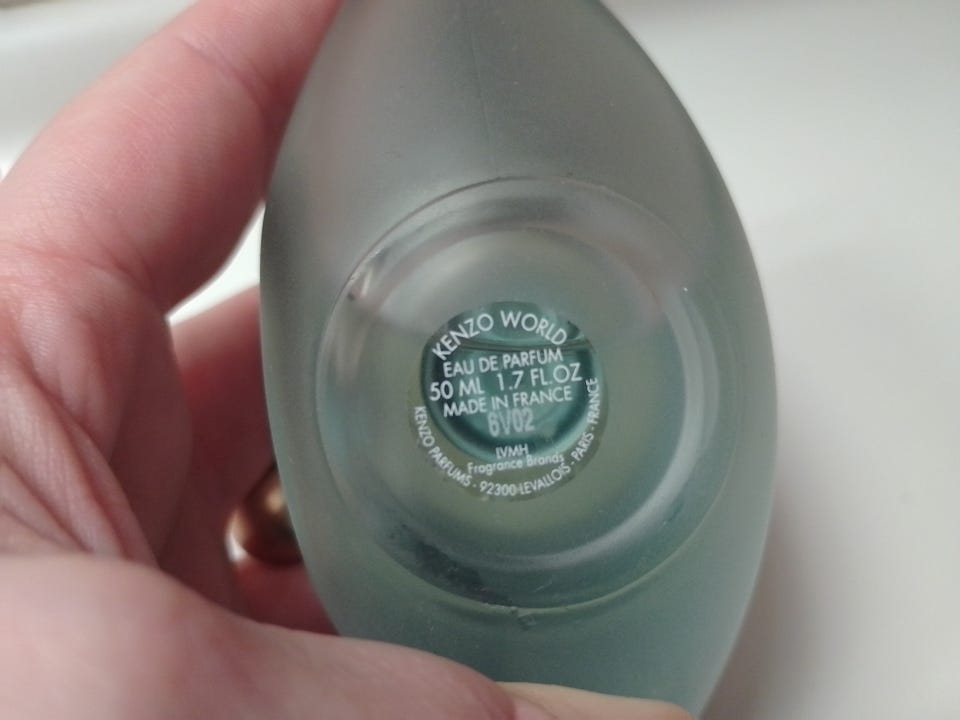 KENZO WORLD
EAU DE PARFUM
50 ML 1.7 FL.OZ
MADE IN FRANCE
6V02
LVMH
Fragrance Brands
KENZO PARFUMS - 92300 LEVALLOIS - PARIS - FRANCE